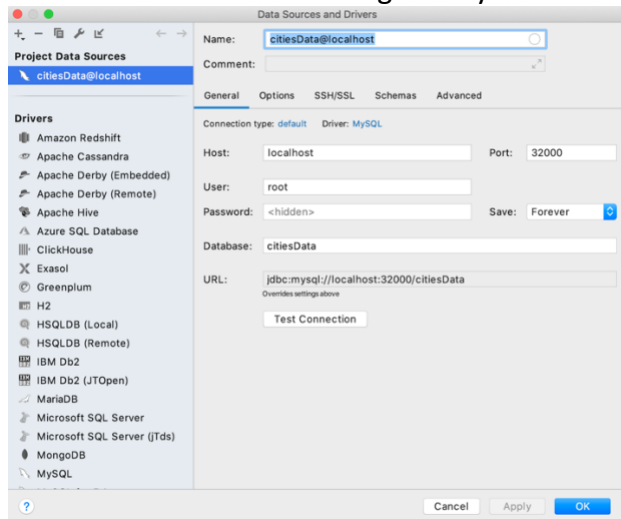 Data Sources and Drivers
Project Data Sources
citiesData@localhost
Drivers
Amazon Redshift
Apache Cassandra
Apache Derby (Embedded)
Apache Derby (Remote)
Apache Hive
Azure SQL Database
ClickHouse
Exasol
Greenplum
H2
HSQLDB (Local)
HSQLDB (Remote)
IBM Db2
IBM Db2 (JTOpen)
MariaDB
Microsoft SQL Server
Microsoft SQL Server (jTds)
MongoDB
MySQL
Name: citiesData@localhost
Comment:
General Options SSH/SSL Schemas Advanced
Connection type: default Driver: MySQL
Host: localhost Port: 32000
User: root
Password: <hidden> Save: Forever
Database: citiesData
URL: jdbc:mysql://localhost:32000/citiesData
Overrides settings above
Test Connection
? Cancel Apply OK